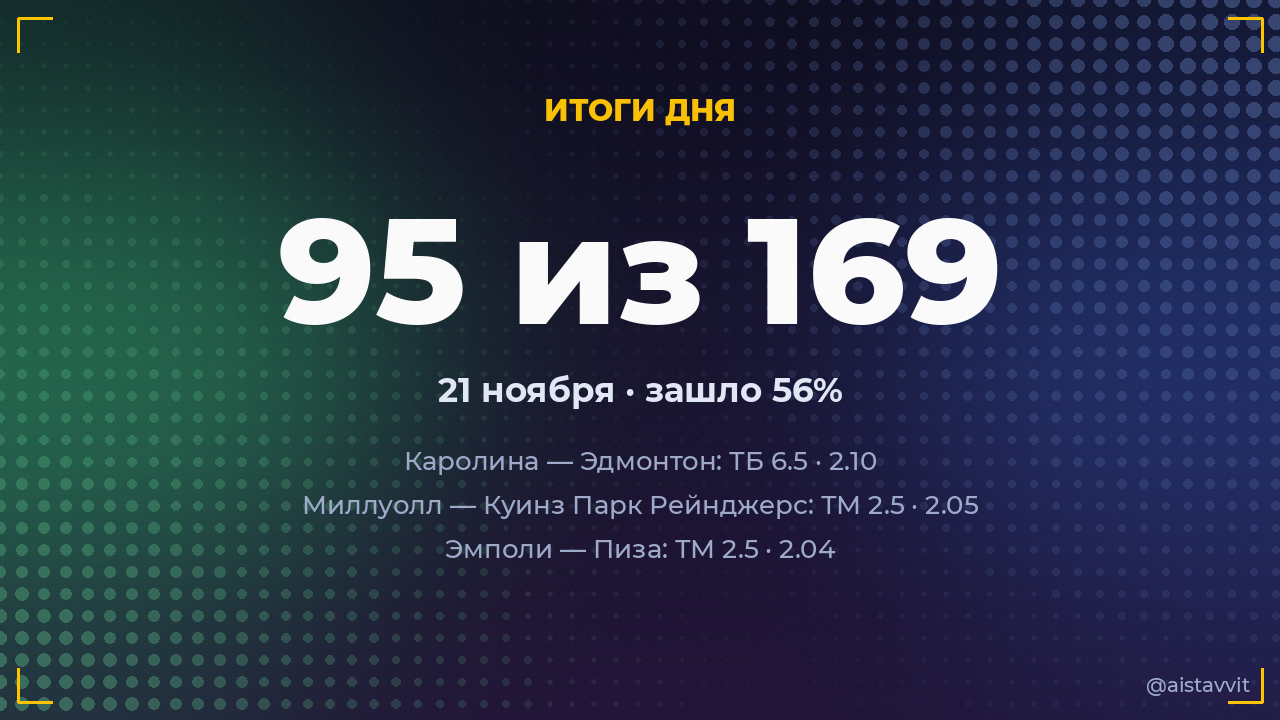 ИТОГИ ДНЯ
95 из 169
21 ноября · зашло 56%
Каролина — Эдмонтон: ТБ 6.5 · 2.10
Миллуолл — Куинз Парк Рейнджерс: ТМ 2.5 · 2.05
Эмполи — Пиза: ТМ 2.5 · 2.04
@aistavvit